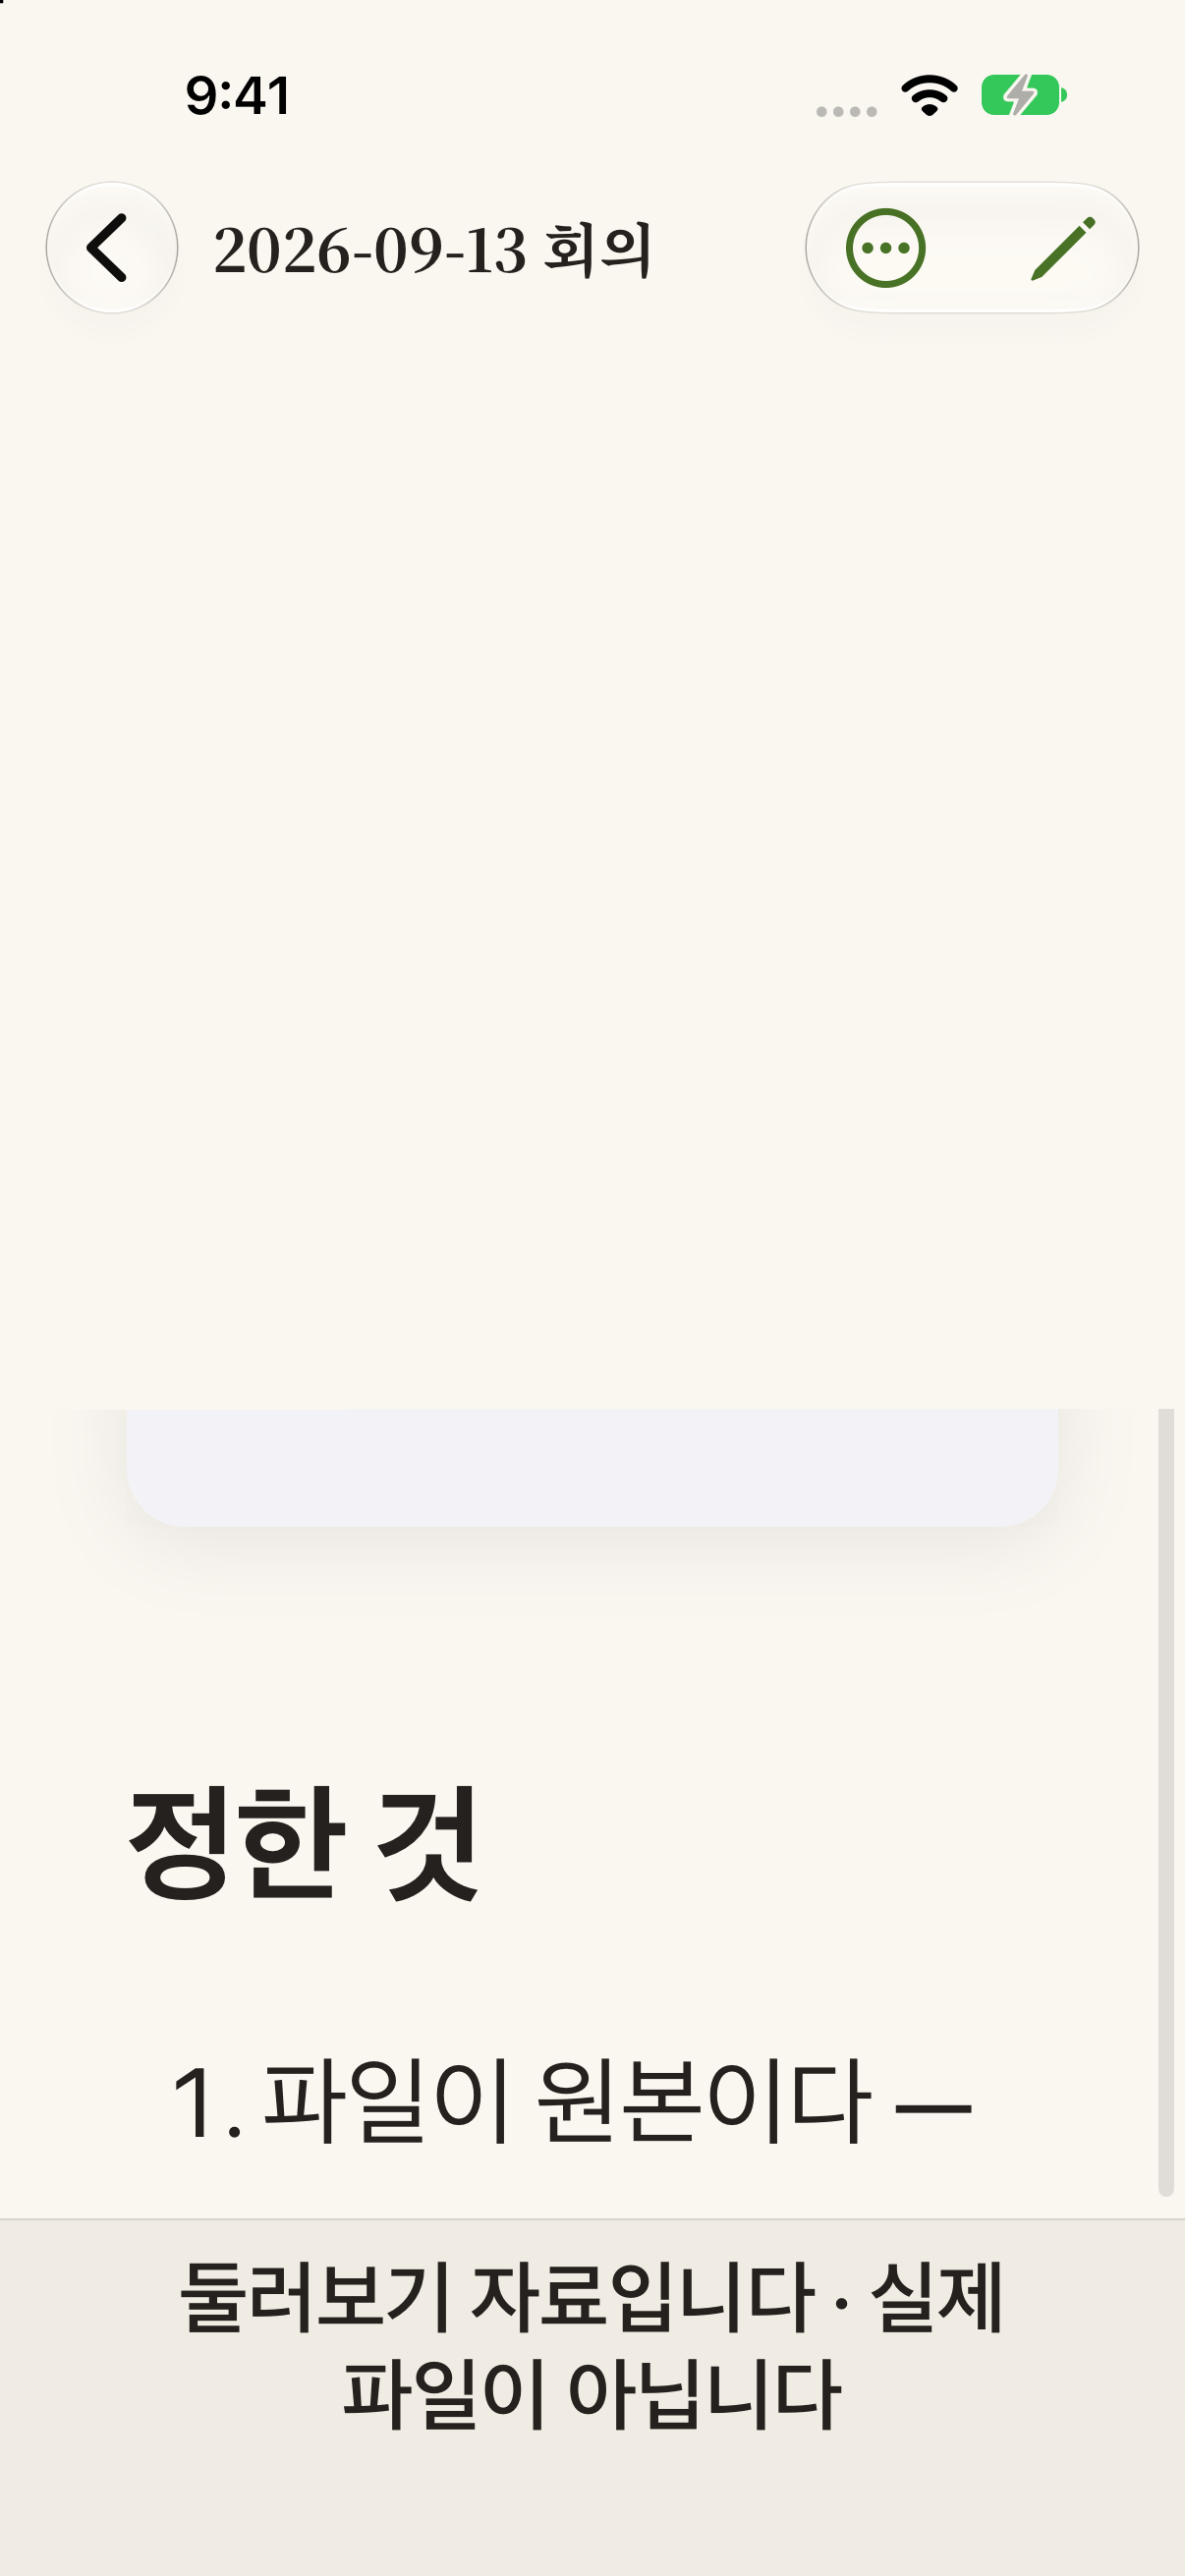 9:41
2026-09-13 회의
정한 것
1. 파일이 원본이다 —
둘러보기 자료입니다 · 실제
파일이 아닙니다